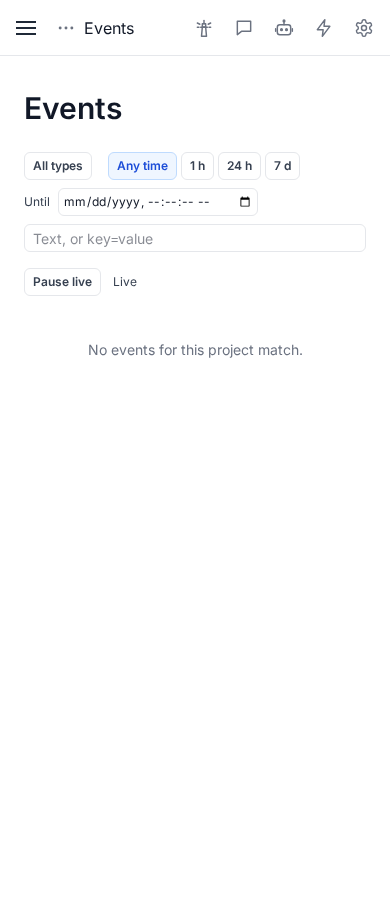 Events
Events
All types Any time 1 h 24 h 7 d
Until mm/dd/yyyy, --:--:-- --
Text, or key=value
Pause live Live
No events for this project match.